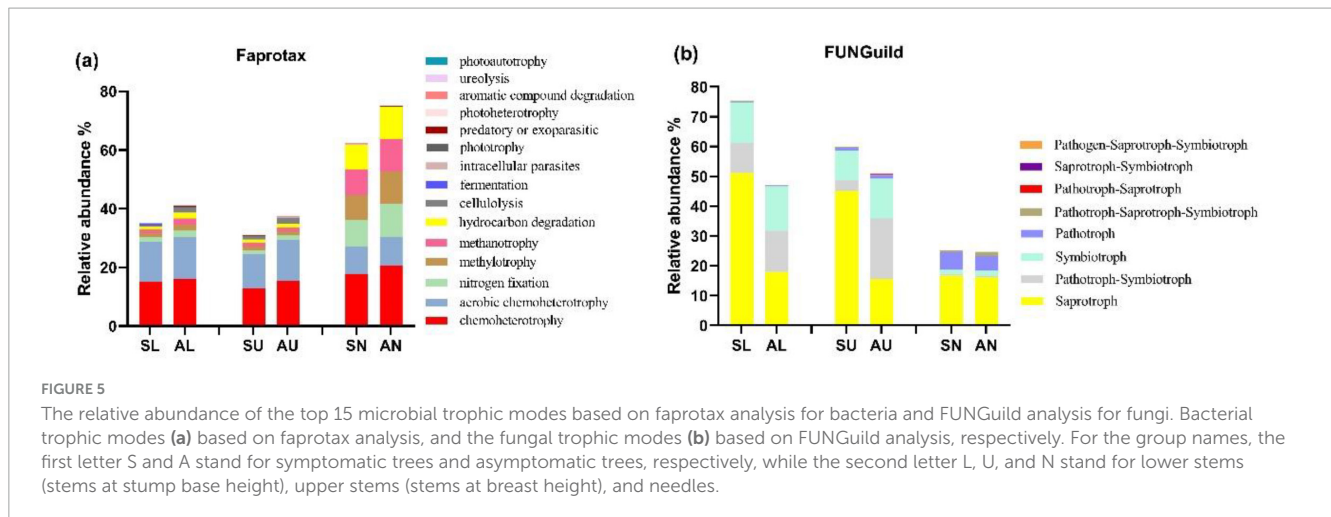 (a)
Faprotax
Relative abundance %
80
60
40
20
0
SL AL SU AU SN AN
photoautotrophy
ureolysis
aromatic compound degradation
photoheterotrophy
predatory or exoparasitic
phototrophy
intracellular parasites
fermentation
cellulolysis
hydrocarbon degradation
methanotrophy
methylotrophy
nitrogen fixation
aerobic chemoheterotrophy
chemoheterotrophy
(b)
FUNGuild
Relative abundance %
80
70
60
50
40
30
20
10
0
SL AL SU AU SN AN
Pathogen-Saprotroph-Symbiotroph
Saprotroph-Symbiotroph
Pathotroph-Saprotroph
Pathotroph-Saprotroph-Symbiotroph
Pathotroph
Symbiotroph
Pathotroph-Symbiotroph
Saprotroph
FIGURE 5
The relative abundance of the top 15 microbial trophic modes based on faprotax analysis for bacteria and FUNGuild analysis for fungi. Bacterial
trophic modes (a) based on faprotax analysis, and the fungal trophic modes (b) based on FUNGuild analysis, respectively. For the group names, the
first letter S and A stand for symptomatic trees and asymptomatic trees, respectively, while the second letter L, U, and N stand for lower stems
(stems at stump base height), upper stems (stems at breast height), and needles.